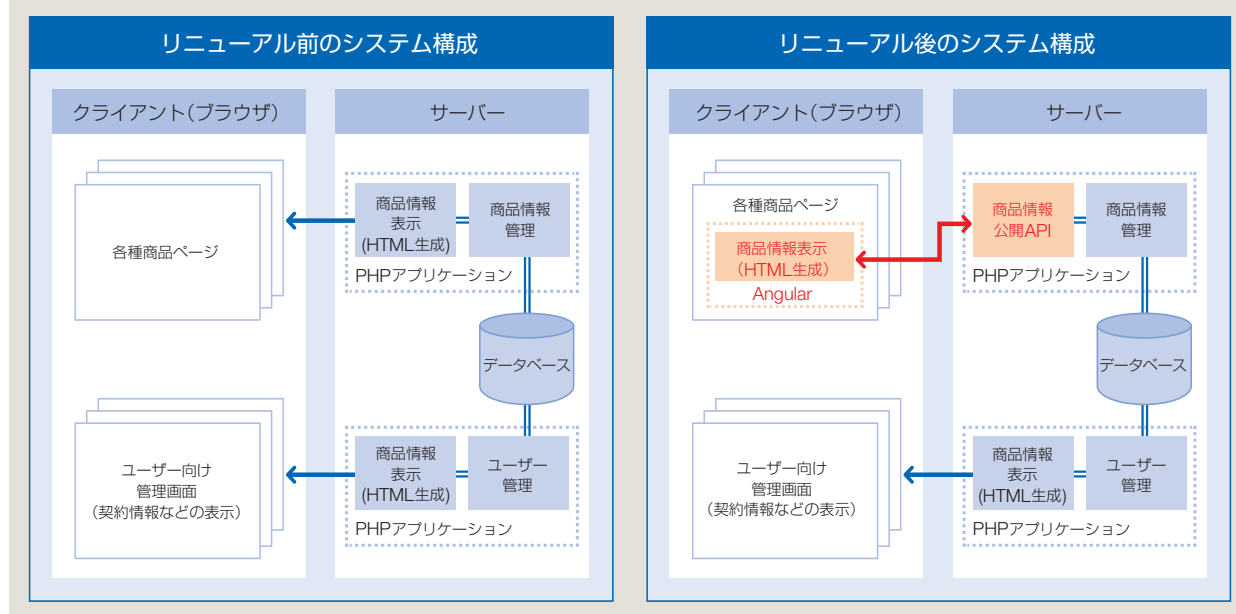 リニューアル前のシステム構成
クライアント(ブラウザ)
サーバー
各種商品ページ
商品情報
表示
(HTML生成)
商品情報
管理
PHPアプリケーション
データベース
ユーザー向け
管理画面
(契約情報などの表示)
商品情報
表示
(HTML生成)
ユーザー
管理
PHPアプリケーション
リニューアル後のシステム構成
クライアント(ブラウザ)
サーバー
各種商品ページ
商品情報表示
(HTML生成)
Angular
商品情報
公開API
商品情報
管理
PHPアプリケーション
データベース
ユーザー向け
管理画面
(契約情報などの表示)
商品情報
表示
(HTML生成)
ユーザー
管理
PHPアプリケーション